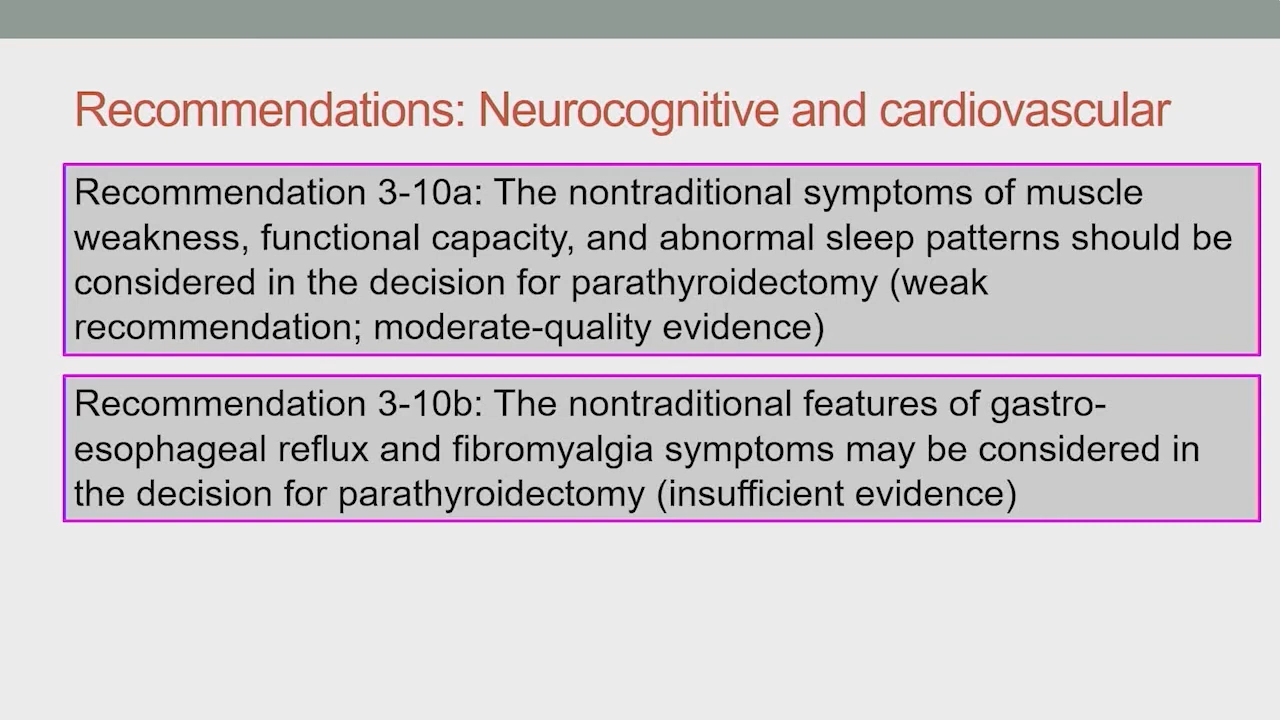 Recommendations: Neurocognitive and cardiovascular
Recommendation 3-10a: The nontraditional symptoms of muscle
weakness, functional capacity, and abnormal sleep patterns should be
considered in the decision for parathyroidectomy (weak
recommendation; moderate-quality evidence)
Recommendation 3-10b: The nontraditional features of gastro-
esophageal reflux and fibromyalgia symptoms may be considered in
the decision for parathyroidectomy (insufficient evidence)